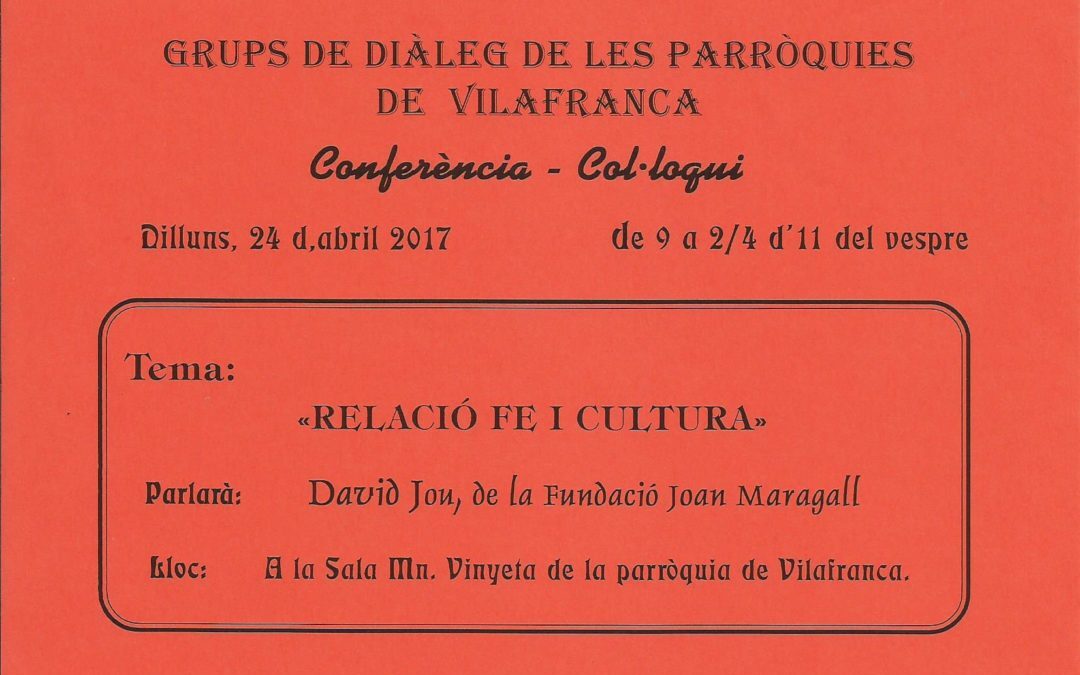 GRUPS DE DIÀLEG DE LES PARRÒQUIES
DE VILAFRANCA
Conferència - Col·loqui
Dilluns, 24 d,abril 2017 de 9 a 2/4 d'11 del vespre
Tema:
«RELACIÓ FE I CULTURA»
Parlarà: David Jou, de la Fundació Joan Maragall
Lloc: A la Sala Mn. Vinyeta de la parròquia de Vilafranca.